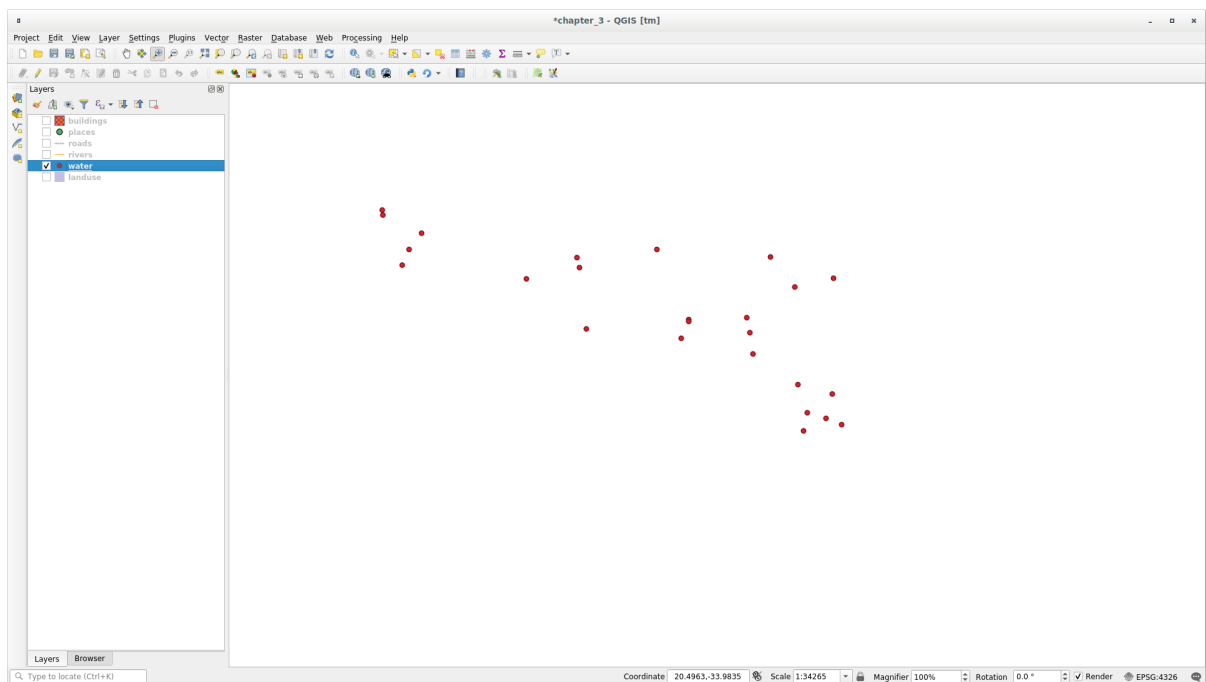 *chapter_3 - QGIS [tm]
Project Edit View Layer Settings Plugins Vector Raster Database Web Processing Help
Layers
buildings
places
roads
rivers
water
landuse
Layers Browser
Type to locate (Ctrl+K) Coordinate 20.4963,-33.9835 Scale 1:34265 Magnifier 100% Rotation 0.0 ° Render EPSG:4326